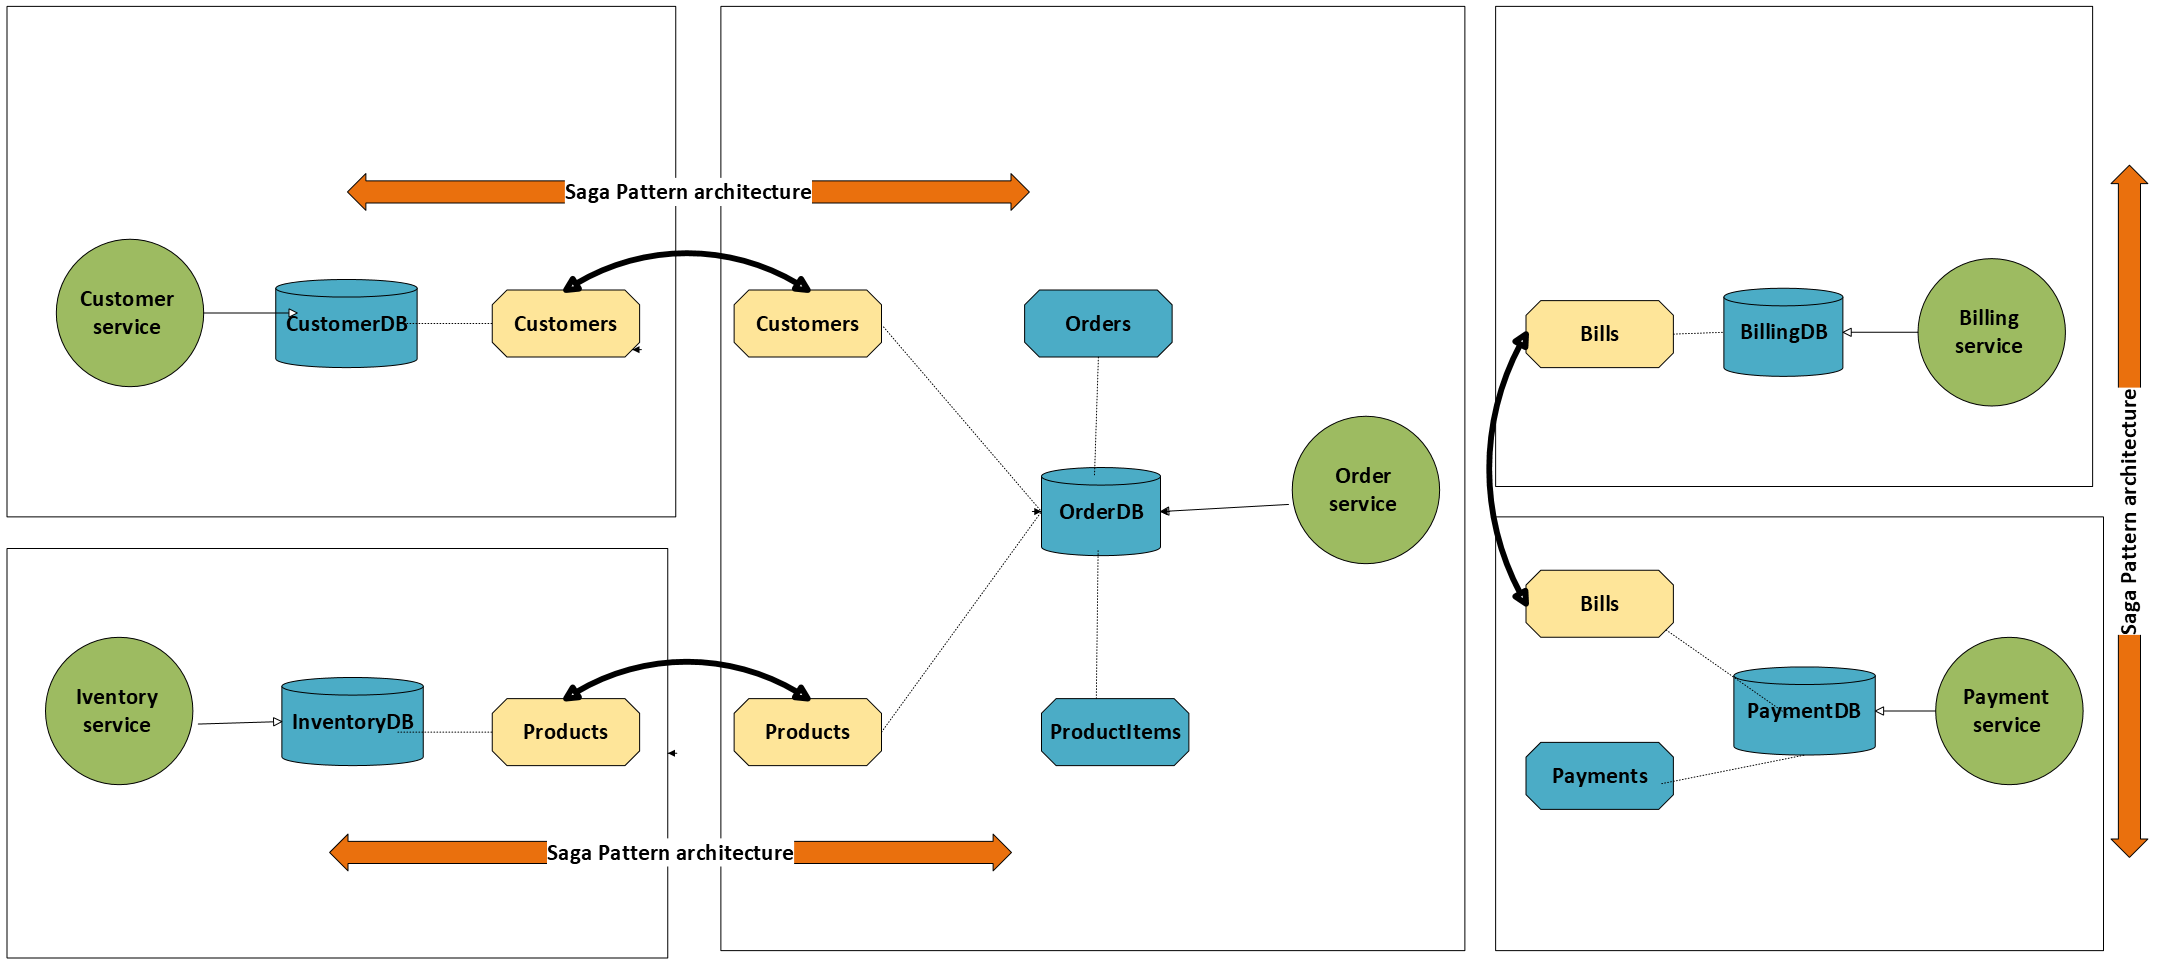 Saga Pattern architecture
Customer
service
CustomerDB
Customers
Customers
Orders
OrderDB
Order
service
Iventory
service
InventoryDB
Products
Products
ProductItems
Saga Pattern architecture
Bills
BillingDB
Billing
service
Bills
PaymentDB
Payment
service
Payments
Saga Pattern architecture